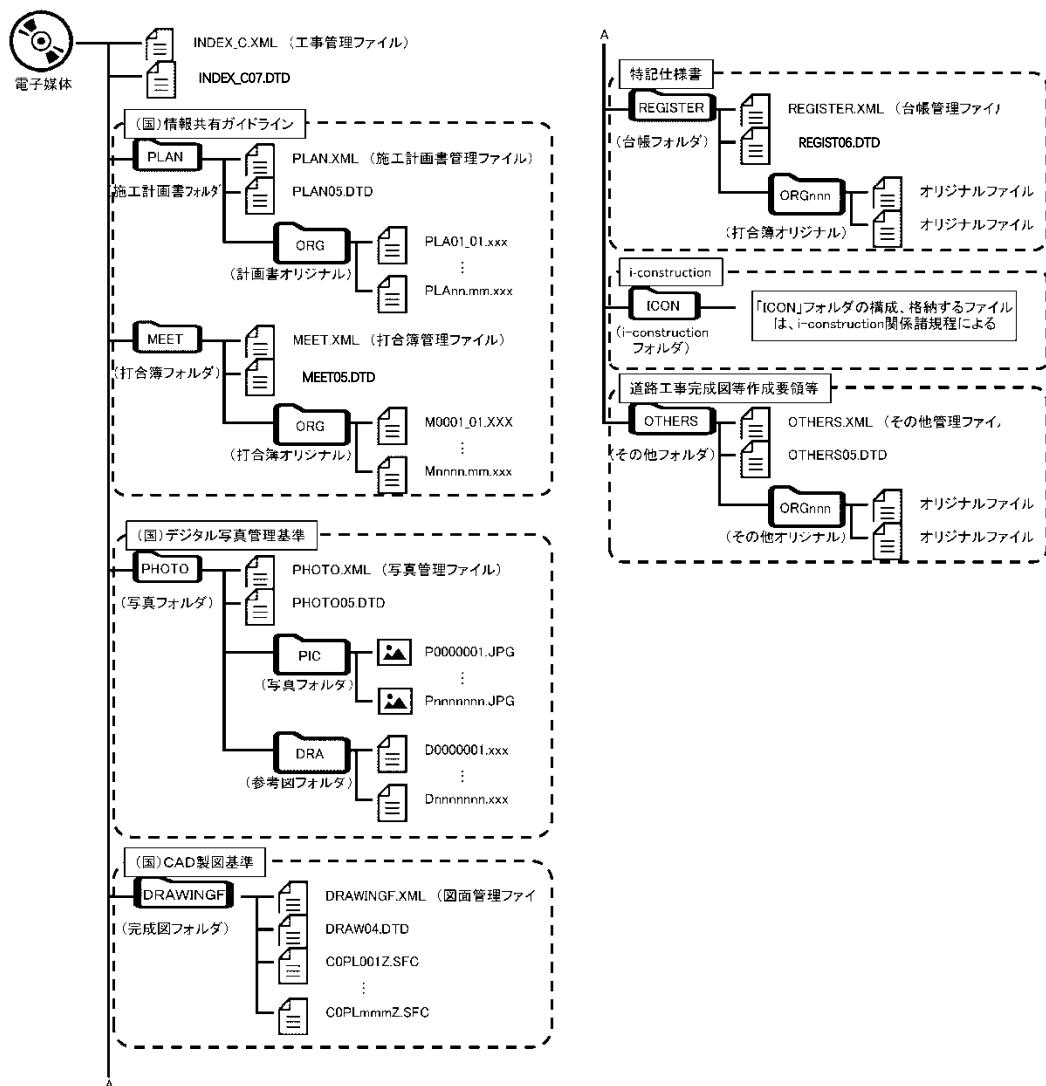 電子媒体
INDEX_C.XML （工事管理ファイル）
INDEX_C07.DTD
（国）情報共有ガイドライン
PLAN
（施工計画書フォルダ
PLAN.XML （施工計画書管理ファイル）
PLAN05.DTD
ORG
（計画書オリジナル）
PLA01_01.xxx
⋮
PLAnn.mm.xxx
MEET
（打合簿フォルダ）
MEET.XML （打合簿管理ファイル）
MEET05.DTD
ORG
（打合簿オリジナル）
M0001_01.XXX
⋮
Mnnnn.mm.xxx
（国）デジタル写真管理基準
PHOTO
（写真フォルダ）
PHOTO.XML （写真管理ファイル）
PHOTO05.DTD
PIC
（写真フォルダ）
P0000001.JPG
⋮
Pnnnnnnn.JPG
DRA
（参考図フォルダ）
D0000001.xxx
⋮
Dnnnnnnn.xxx
（国）CAD製図基準
DRAWINGF
（完成図フォルダ）
DRAWINGF.XML （図面管理ファイ
DRAW04.DTD
C0PL001Z.SFC
⋮
C0PLmmmZ.SFC
A
A
特記仕様書
REGISTER
（台帳フォルダ）
REGISTER.XML （台帳管理ファイル
REGIST06.DTD
ORGnnn
（打合簿オリジナル）
オリジナルファイル
オリジナルファイル
i-construction
ICON
（i-construction
フォルダ）
「ICON」フォルダの構成、格納するファイル
は、i-construction関係諸規程による
道路工事完成図等作成要領等
OTHERS
（その他フォルダ）
OTHERS.XML （その他管理ファイ
OTHERS05.DTD
ORGnnn
（その他オリジナル）
オリジナルファイル
オリジナルファイル